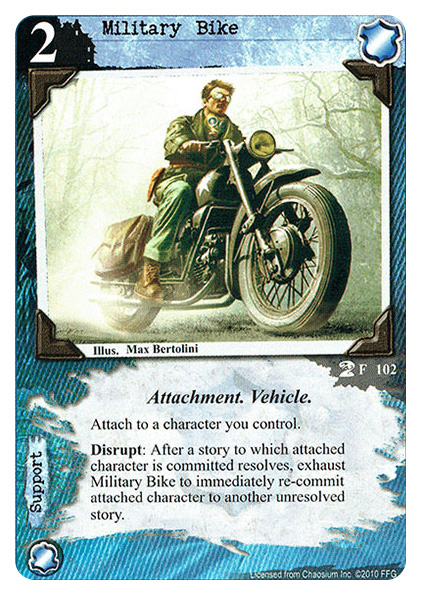 2
Military Bike
Illus. Max Bertolini
F 102
Attachment. Vehicle.
Attach to a character you control.
Disrupt: After a story to which attached
character is committed resolves, exhaust
Military Bike to immediately re-commit
attached character to another unresolved
story.
Support
Licensed from Chaosium Inc. ©2010 FFG